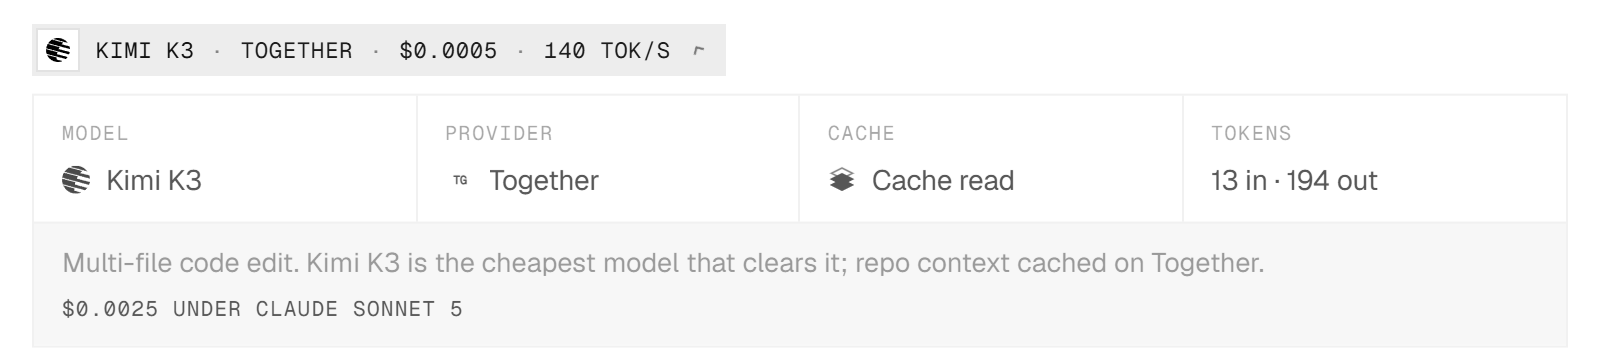 KIMI K3 · TOGETHER · $0.0005 · 140 TOK/S
MODEL
Kimi K3
PROVIDER
TG Together
CACHE
Cache read
TOKENS
13 in · 194 out
Multi-file code edit. Kimi K3 is the cheapest model that clears it; repo context cached on Together.
$0.0025 UNDER CLAUDE SONNET 5